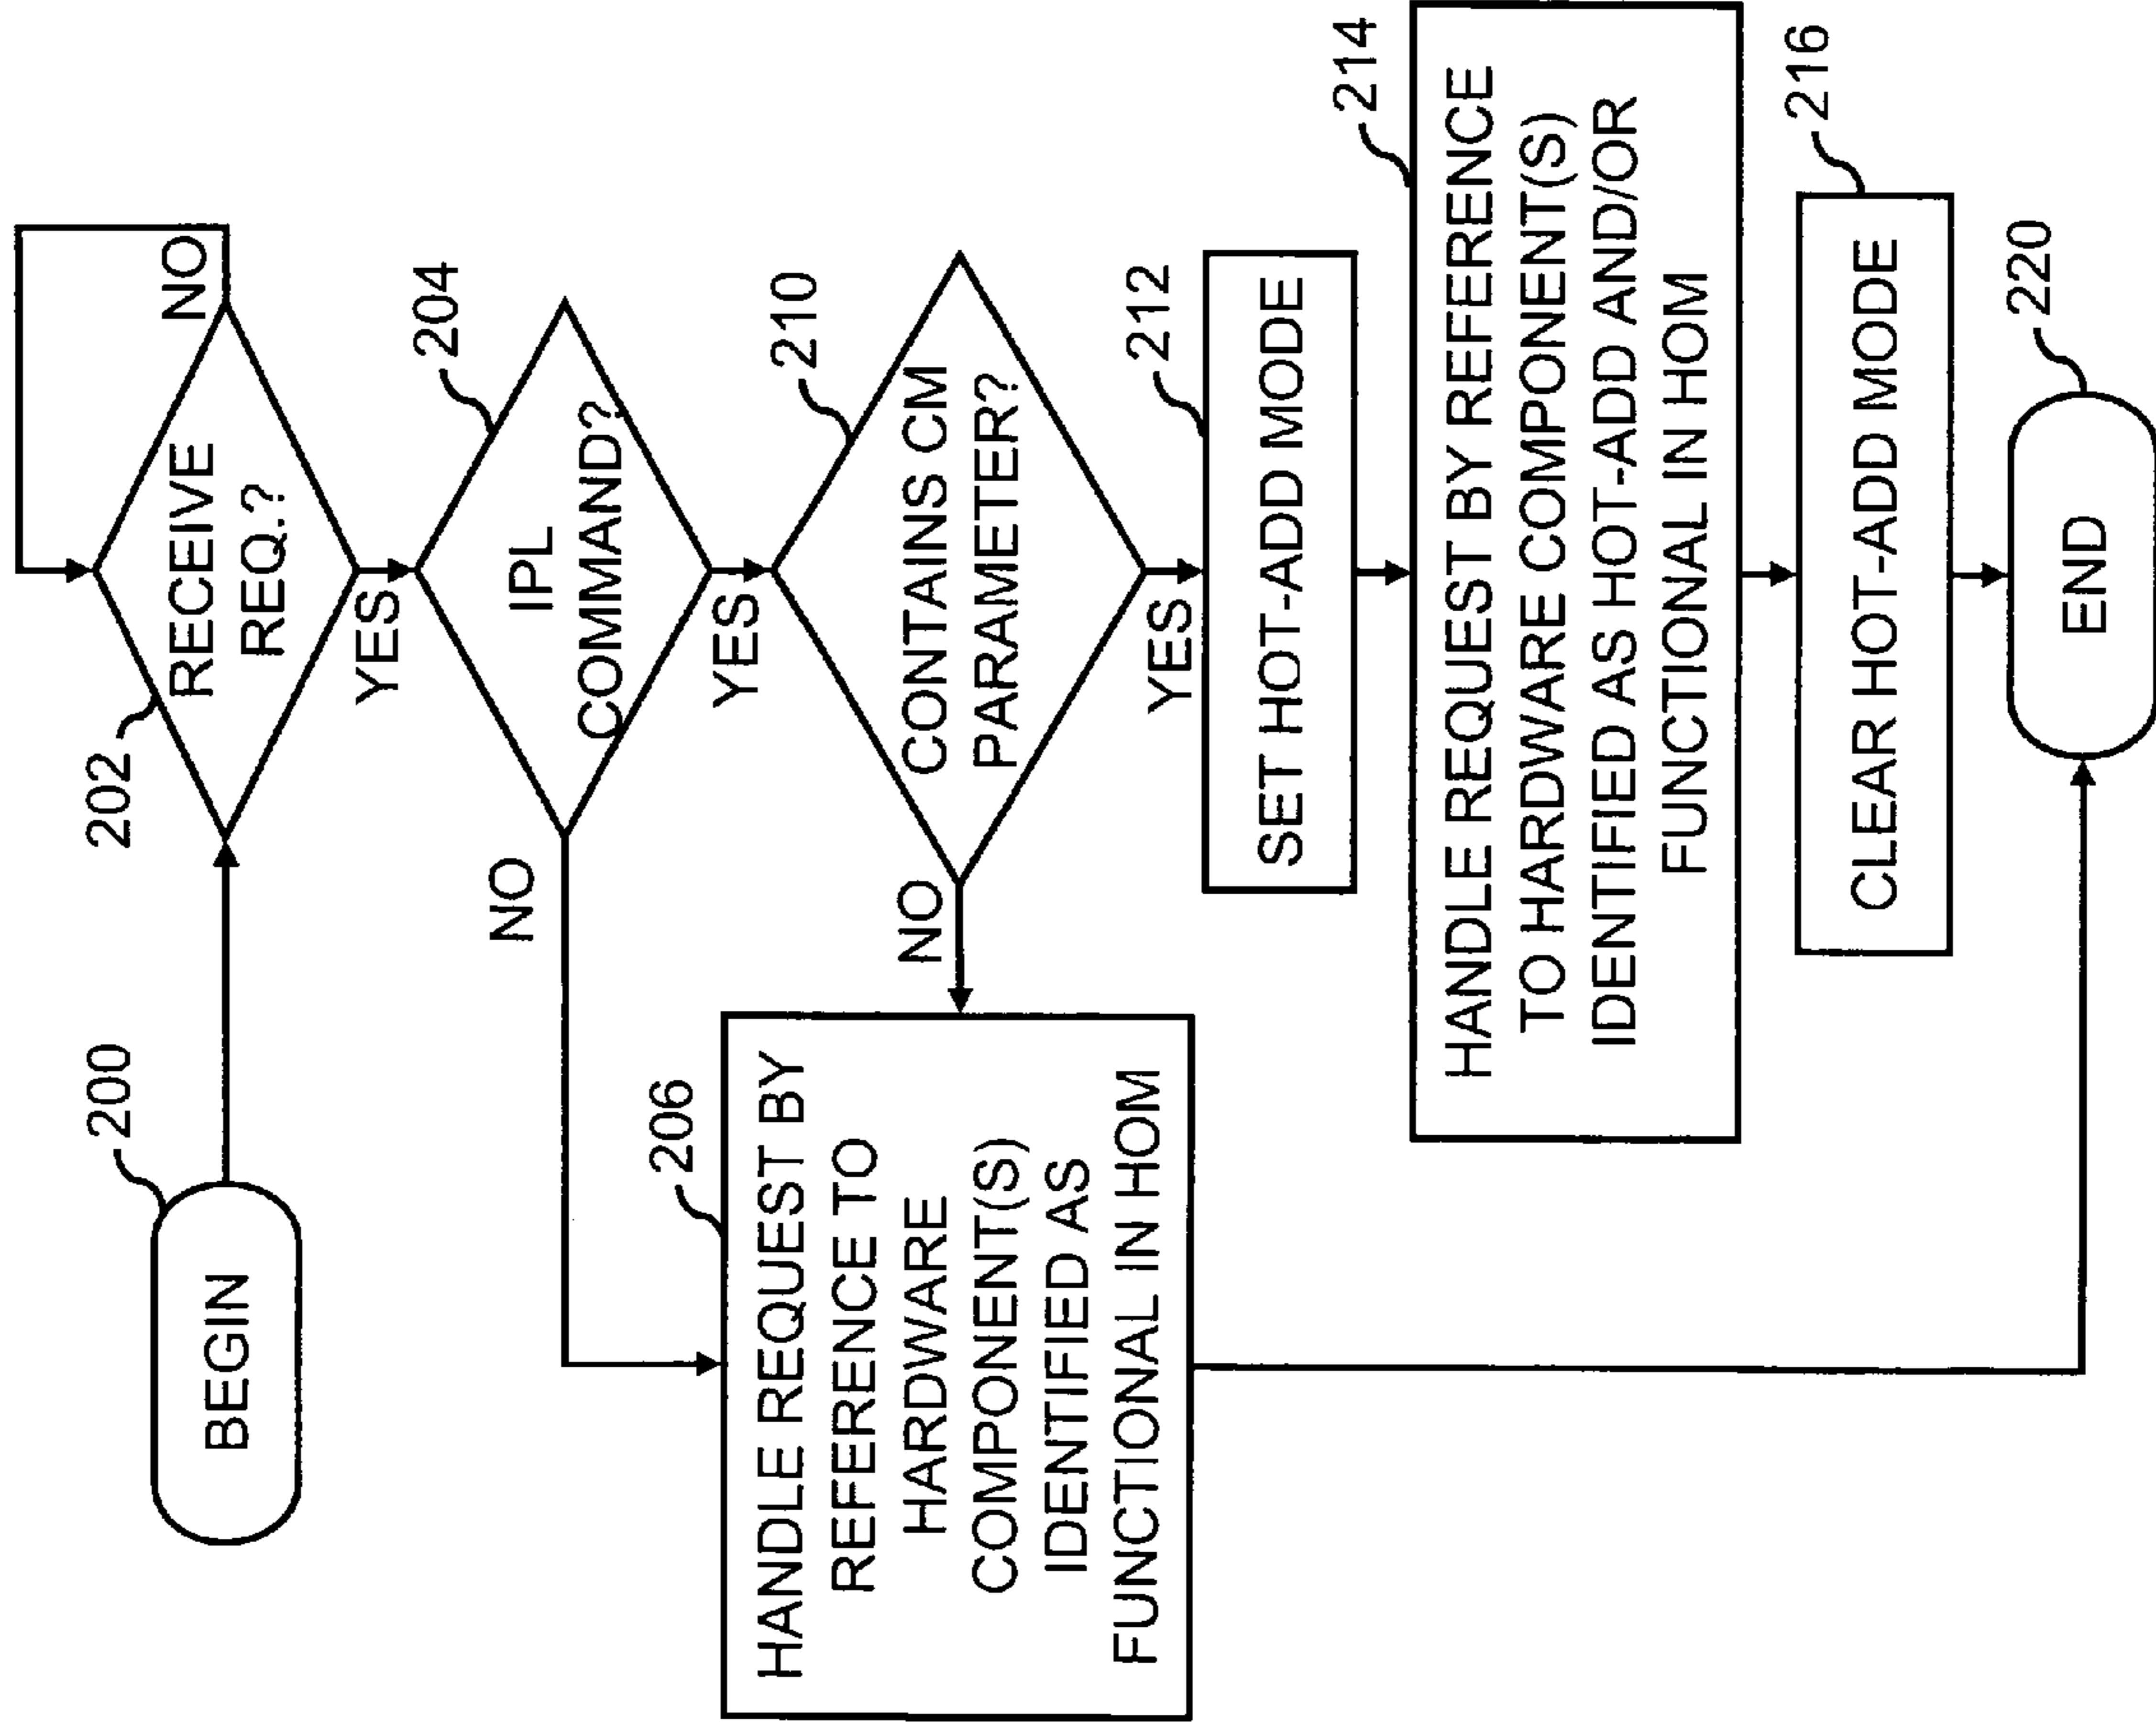 200
BEGIN
202
RECEIVE
REQ.?
NO
YES
204
IPL
COMMAND?
NO
YES
206
HANDLE REQUEST BY
REFERENCE TO
HARDWARE
COMPONENT(S)
IDENTIFIED AS
FUNCTIONAL IN HOM
210
CONTAINS CM
PARAMETER?
NO
YES
212
SET HOT-ADD MODE
214
HANDLE REQUEST BY REFERENCE
TO HARDWARE COMPONENT(S)
IDENTIFIED AS HOT-ADD AND/OR
FUNCTIONAL IN HOM
216
CLEAR HOT-ADD MODE
220
END